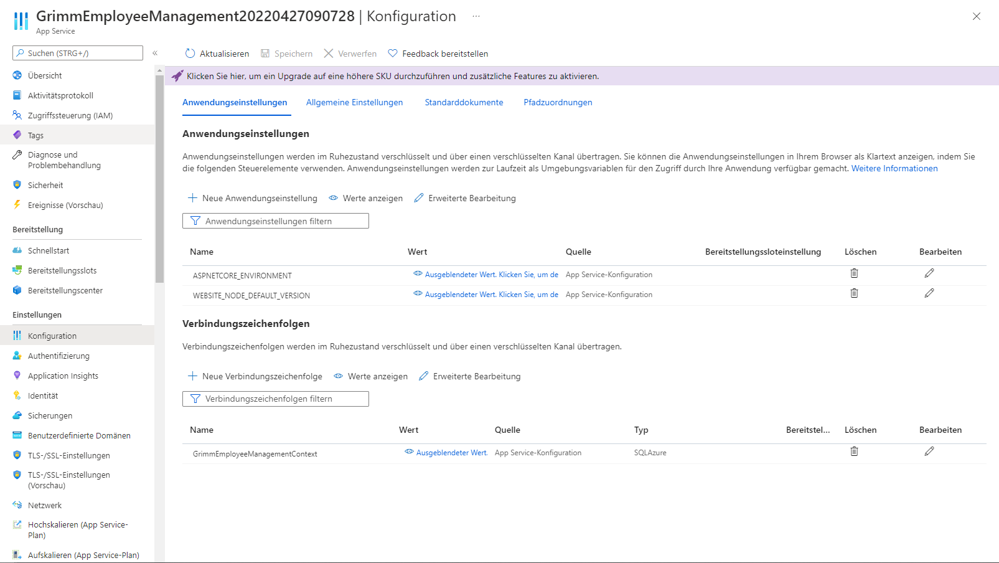 GrimmEmployeeManagement20220427090728 | Konfiguration ...
App Service
Suchen (STRG+/)
Übersicht
Aktivitätsprotokoll
Zugriffssteuerung (IAM)
Tags
Diagnose und
Problembehandlung
Sicherheit
Ereignisse (Vorschau)
Bereitstellung
Schnellstart
Bereitstellungsslots
Bereitstellungscenter
Einstellungen
Konfiguration
Authentifizierung
Application Insights
Identität
Sicherungen
Benutzerdefinierte Domänen
TLS-/SSL-Einstellungen
TLS-/SSL-Einstellungen
(Vorschau)
Netzwerk
Hochskalieren (App Service-
Plan)
Aufskalieren (App Service-Plan)
Aktualisieren Speichern Verwerfen Feedback bereitstellen
Klicken Sie hier, um ein Upgrade auf eine höhere SKU durchzuführen und zusätzliche Features zu aktivieren.
Anwendungseinstellungen Allgemeine Einstellungen Standarddokumente Pfadzuordnungen
Anwendungseinstellungen
Anwendungseinstellungen werden im Ruhezustand verschlüsselt und über einen verschlüsselten Kanal übertragen. Sie können die Anwendungseinstellungen in Ihrem Browser als Klartext anzeigen, indem Sie
die folgenden Steuerelemente verwenden. Anwendungseinstellungen werden zur Laufzeit als Umgebungsvariablen für den Zugriff durch Ihre Anwendung verfügbar gemacht. Weitere Informationen
Neue Anwendungseinstellung Werte anzeigen Erweiterte Bearbeitung
Anwendungseinstellungen filtern
Name Wert Quelle Bereitstellungssloteinstellung Löschen Bearbeiten
ASPNETCORE_ENVIRONMENT Ausgeblendeter Wert. Klicken Sie, um de App Service-Konfiguration
WEBSITE_NODE_DEFAULT_VERSION Ausgeblendeter Wert. Klicken Sie, um de App Service-Konfiguration
Verbindungszeichenfolgen
Verbindungszeichenfolgen werden im Ruhezustand verschlüsselt und über einen verschlüsselten Kanal übertragen.
Neue Verbindungszeichenfolge Werte anzeigen Erweiterte Bearbeitung
Verbindungszeichenfolgen filtern
Name Wert Quelle Typ Bereitstel... Löschen Bearbeiten
GrimmEmployeeManagementContext Ausgeblendeter Wert. App Service-Konfiguration SQLAzure